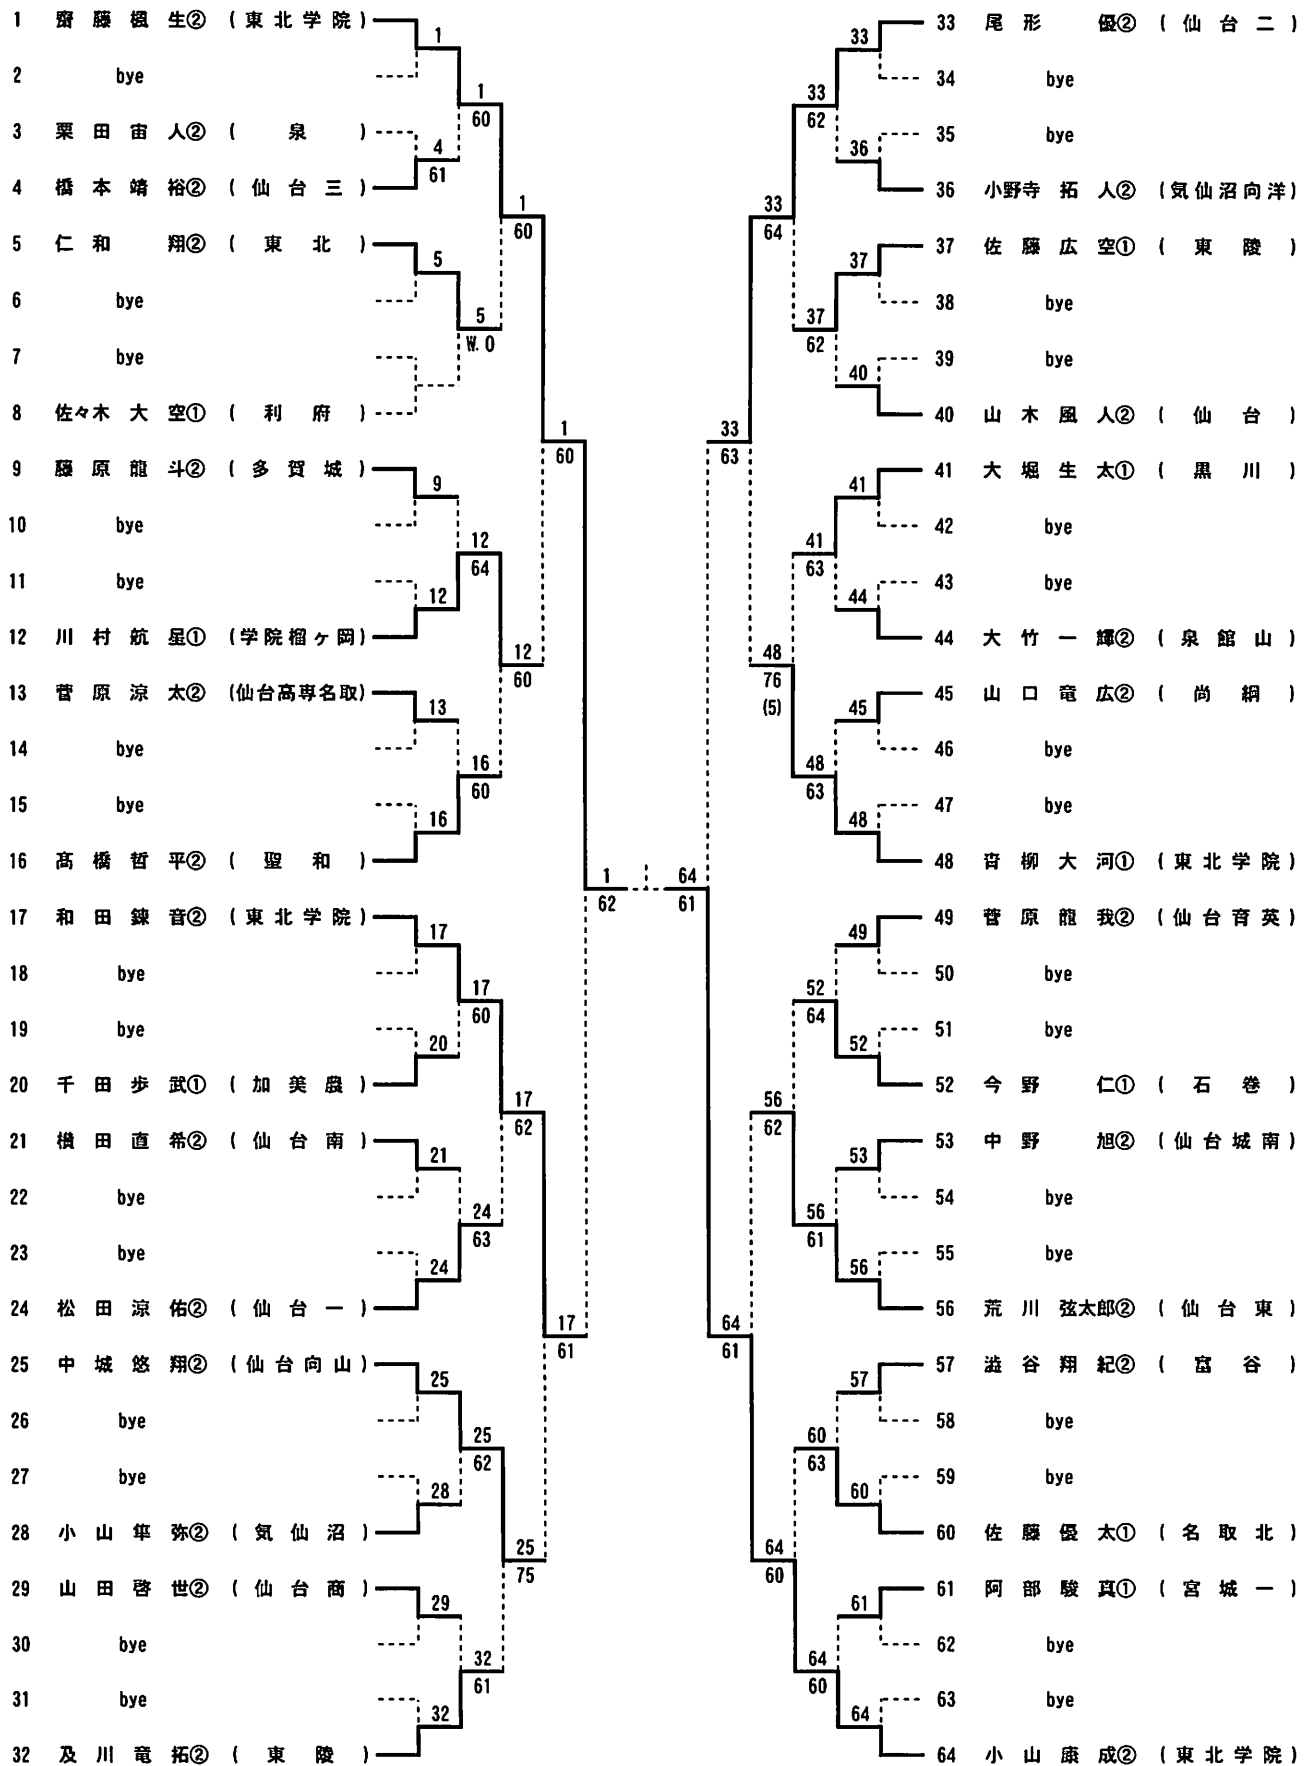 1 齋藤楓生② (東北学院)
2 bye
3 栗田宙人② (泉)
4 橋本靖裕② (仙台三)
5 仁和翔② (東北)
6 bye
7 bye
8 佐々木大空① (利府)
9 藤原龍斗② (多賀城)
10 bye
11 bye
12 川村航星① (学院榴ヶ岡)
13 菅原涼太② (仙台高専名取)
14 bye
15 bye
16 髙橋哲平② (聖和)
17 和田錬音② (東北学院)
18 bye
19 bye
20 千田歩武① (加美農)
21 横田直希② (仙台南)
22 bye
23 bye
24 松田涼佑② (仙台一)
25 中城悠翔② (仙台向山)
26 bye
27 bye
28 小山隼弥② (気仙沼)
29 山田啓世② (仙台商)
30 bye
31 bye
32 及川竜拓② (東陵)
1
4
61
5
9
12
13
16
17
20
21
24
25
28
29
32
1
60
5
W.O
12
64
16
60
17
60
24
63
25
62
32
61
1
60
12
60
17
62
25
75
1
60
17
61
1
62
64
61
33
63
64
61
33
64
48
76
(5)
56
62
64
60
33
62
37
62
41
63
48
63
52
64
56
61
60
63
64
60
33
36
37
40
41
44
45
48
49
52
53
56
57
60
61
64
33 尾形優② (仙台二)
34 bye
35 bye
36 小野寺拓人② (気仙沼向洋)
37 佐藤広空① (東陵)
38 bye
39 bye
40 山木風人② (仙台)
41 大堀生太① (黒川)
42 bye
43 bye
44 大竹一輝② (泉館山)
45 山口竜広② (尚絅)
46 bye
47 bye
48 青柳大河① (東北学院)
49 菅原龍我② (仙台育英)
50 bye
51 bye
52 今野仁① (石巻)
53 中野旭② (仙台城南)
54 bye
55 bye
56 荒川弦太郎② (仙台東)
57 澁谷翔紀② (富谷)
58 bye
59 bye
60 佐藤優太① (名取北)
61 阿部駿真① (宮城一)
62 bye
63 bye
64 小山康成② (東北学院)